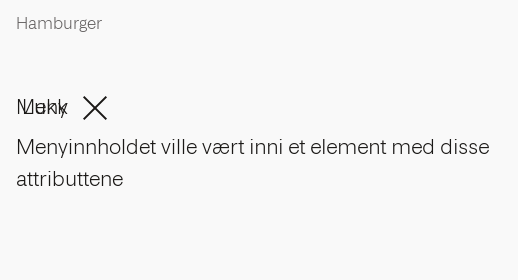 Hamburger
Menyinnholdet ville vært inni et element med disse
attributtene